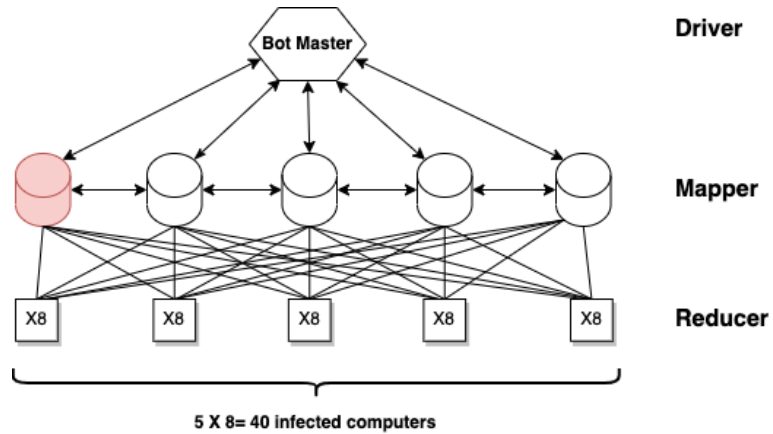 Bot Master
Driver
Mapper
X8
X8
X8
X8
X8
Reducer
5 X 8= 40 infected computers